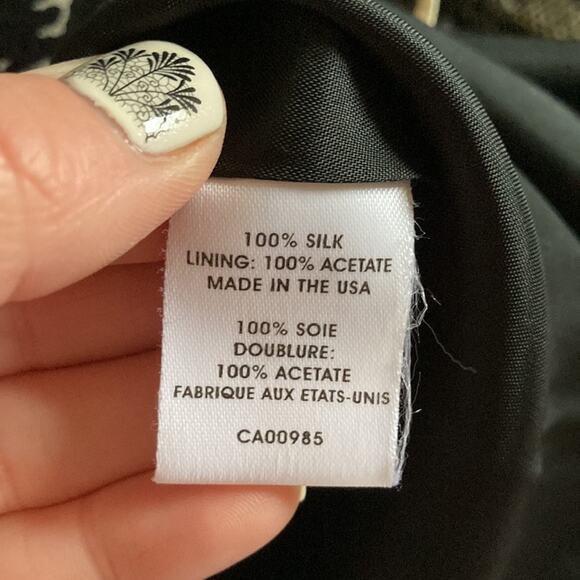 100% SILK
LINING: 100% ACETATE
MADE IN THE USA
100% SOIE
DOUBLURE:
100% ACETATE
FABRIQUE AUX ETATS-UNIS
CA00985